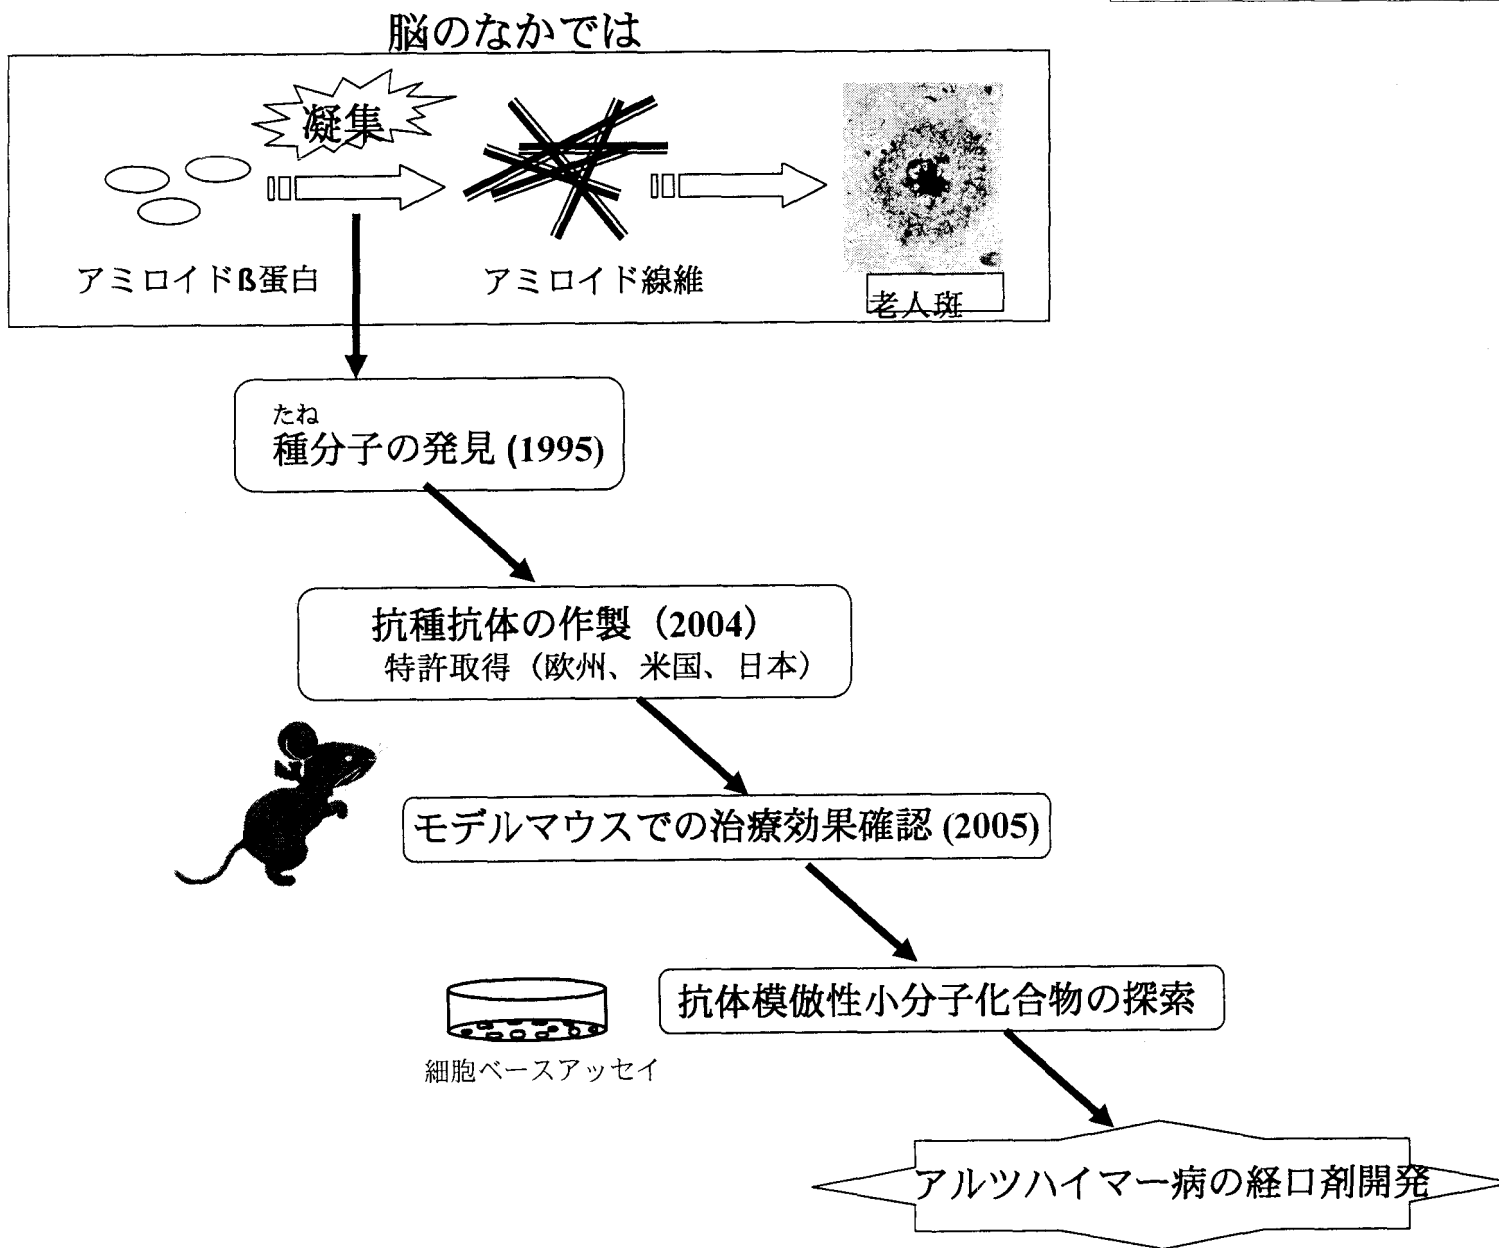 脳のなかでは
凝集
アミロイドß蛋白
アミロイド線維
老人斑
たね
種分子の発見 (1995)
抗種抗体の作製（2004）
特許取得（欧州、米国、日本）
モデルマウスでの治療効果確認 (2005)
抗体模倣性小分子化合物の探索
細胞ベースアッセイ
アルツハイマー病の経口剤開発